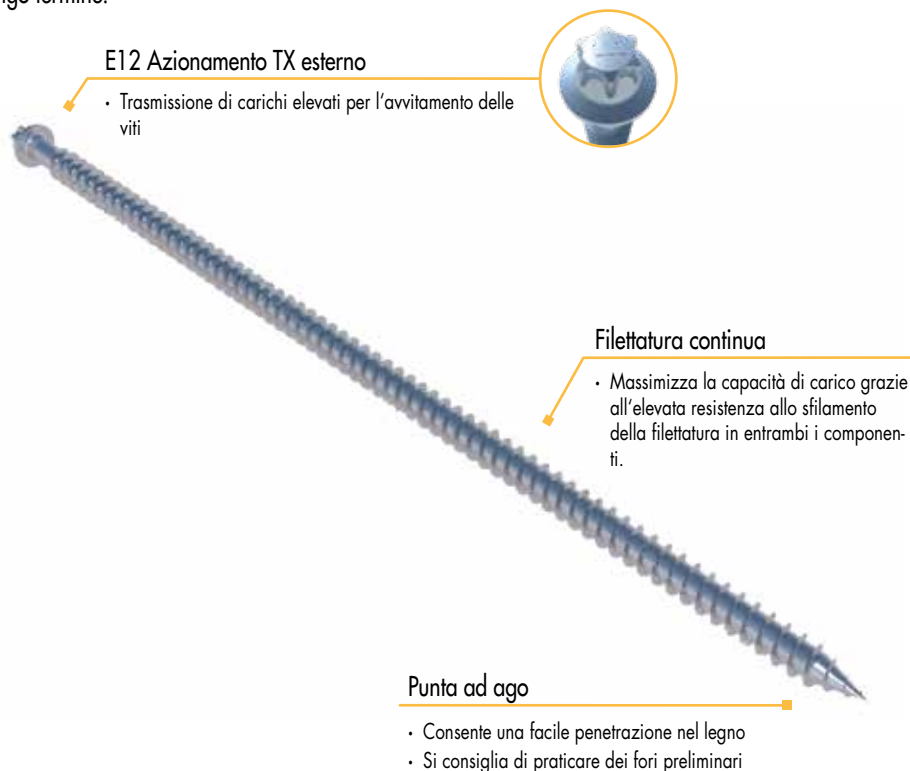 termine.
E12 Azionamento TX esterno
· Trasmissione di carichi elevati per l'avvitamento delle
viti
Filettatura continua
· Massimizza la capacità di carico grazie
all'elevata resistenza allo sfilamento
della filettatura in entrambi i componen-
ti.
Punta ad ago
· Consente una facile penetrazione nel legno
· Si consiglia di praticare dei fori preliminari